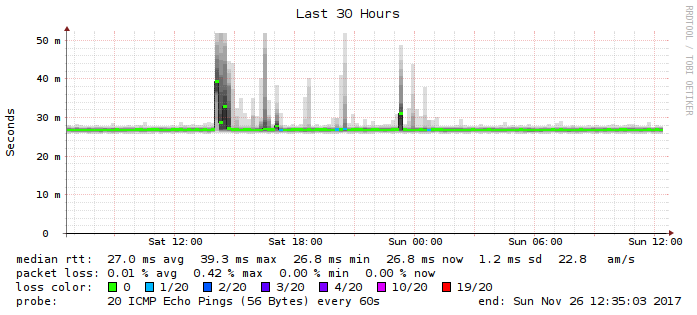 Last 30 Hours
RRDTOOL / TOBI OETIKER
Seconds
50 m
40 m
30 m
20 m
10 m
0
Sat 12:00 Sat 18:00 Sun 00:00 Sun 06:00 Sun 12:00
median rtt: 27.0 ms avg 39.3 ms max 26.8 ms min 26.8 ms now 1.2 ms sd 22.8 am/s
packet loss: 0.01 % avg 0.42 % max 0.00 % min 0.00 % now
loss color: 0 1/20 2/20 3/20 4/20 10/20 19/20
probe: 20 ICMP Echo Pings (56 Bytes) every 60s end: Sun Nov 26 12:35:03 2017